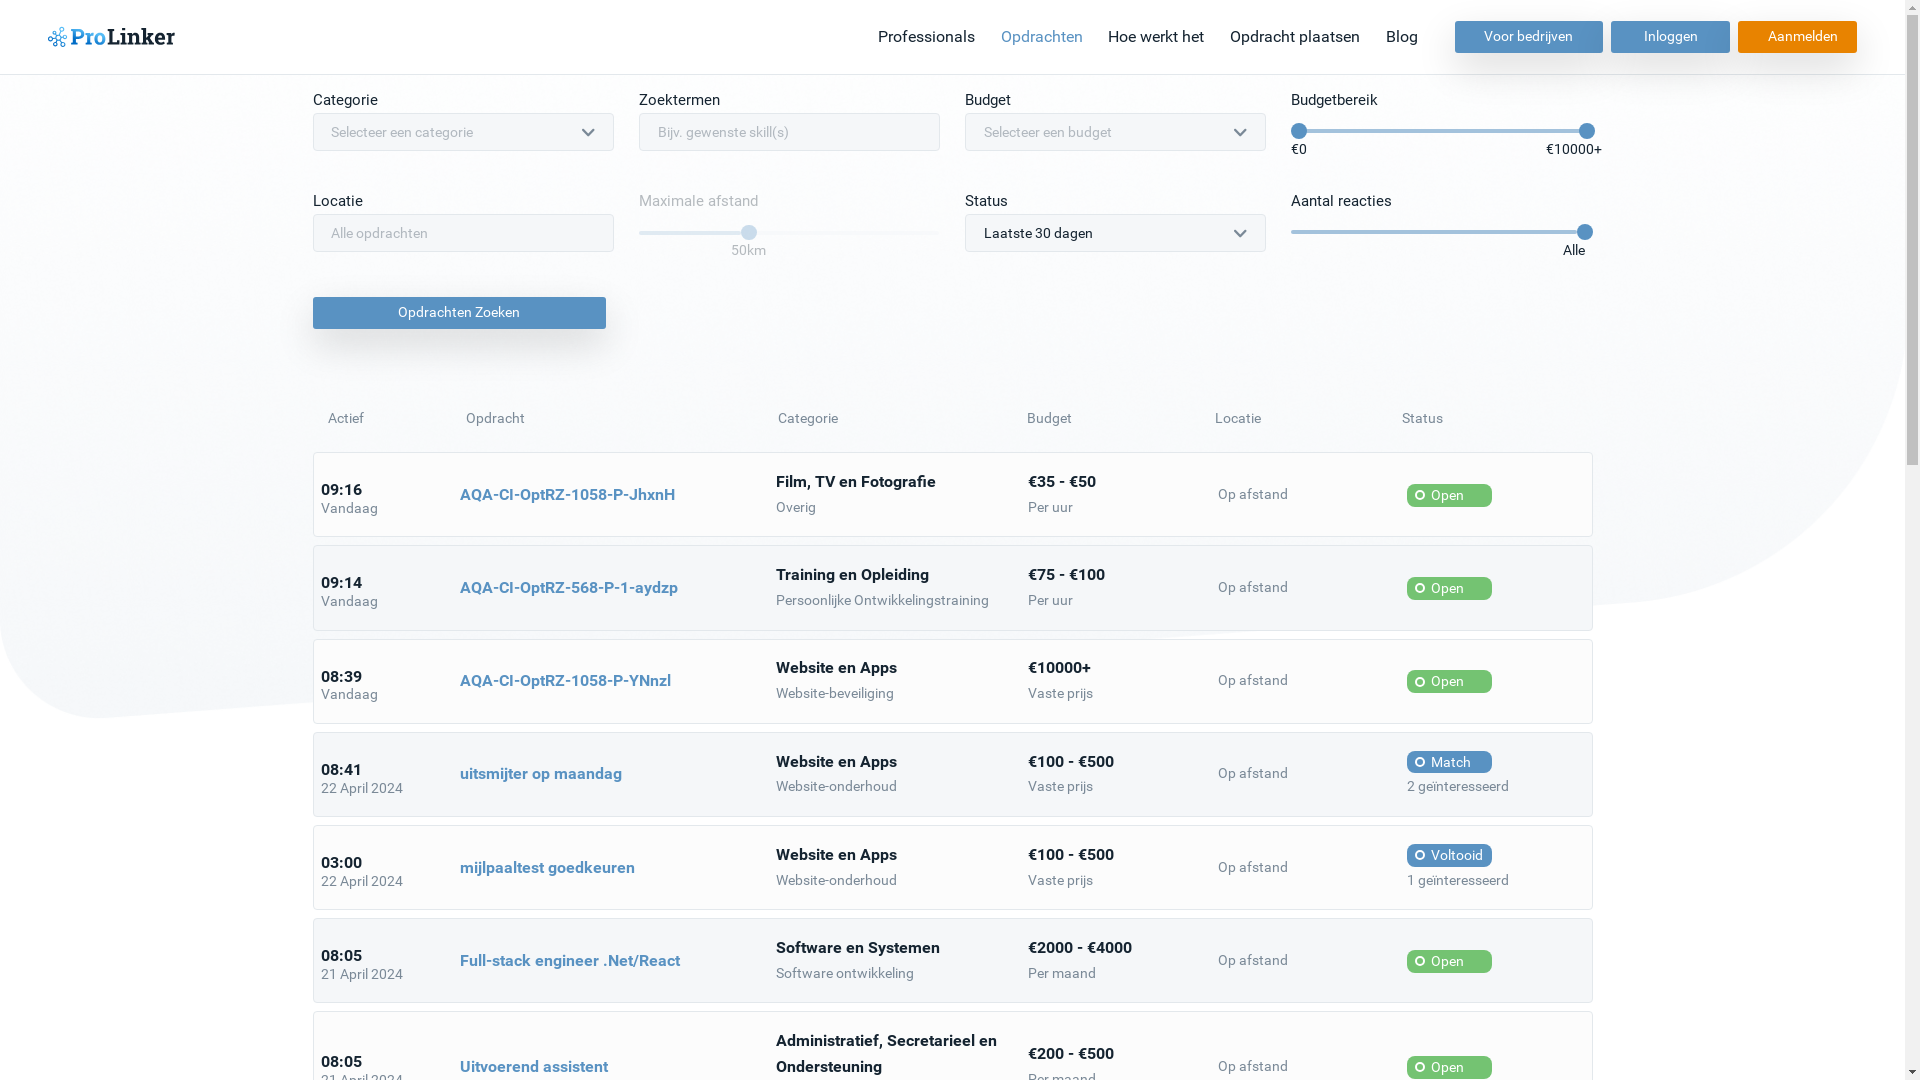 ProLinker
Professionals Opdrachten Hoe werkt het Opdracht plaatsen Blog Voor bedrijven Inloggen Aanmelden
Categorie Zoektermen Budget Budgetbereik
Selecteer een categorie Bijv. gewenste skill(s) Selecteer een budget
€0 €10000+
Locatie Maximale afstand Status Aantal reacties
Alle opdrachten Laatste 30 dagen
50km Alle
Opdrachten Zoeken
Actief Opdracht Categorie Budget Locatie Status
09:16 AQA-CI-OptRZ-1058-P-JhxnH Film, TV en Fotografie €35 - €50 Op afstand Open
Vandaag Overig Per uur
09:14 AQA-CI-OptRZ-568-P-1-aydzp Training en Opleiding €75 - €100 Op afstand Open
Vandaag Persoonlijke Ontwikkelingstraining Per uur
08:39 AQA-CI-OptRZ-1058-P-YNnzl Website en Apps €10000+ Op afstand Open
Vandaag Website-beveiliging Vaste prijs
08:41 uitsmijter op maandag Website en Apps €100 - €500 Op afstand Match
22 April 2024 Website-onderhoud Vaste prijs 2 geïnteresseerd
03:00 mijlpaaltest goedkeuren Website en Apps €100 - €500 Op afstand Voltooid
22 April 2024 Website-onderhoud Vaste prijs 1 geïnteresseerd
08:05 Full-stack engineer .Net/React Software en Systemen €2000 - €4000 Op afstand Open
21 April 2024 Software ontwikkeling Per maand
08:05 Uitvoerend assistent Administratief, Secretarieel en €200 - €500 Op afstand Open
21 April 2024 Ondersteuning Per maand